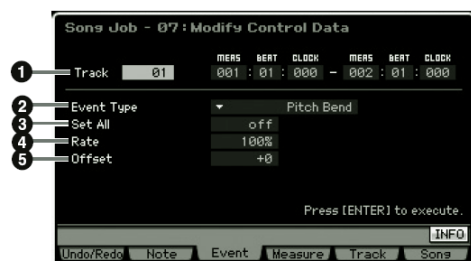 Song Job - 07:Modify Control Data
MEAS BEAT CLOCK MEAS BEAT CLOCK
1 Track 01 001 : 01 : 000 - 002 : 01 : 000
2 Event Type Pitch Bend
3 Set All off
4 Rate 100%
5 Offset +0
Press [ENTER] to execute.
INFO
Undo/Redo Note Event Measure Track Song